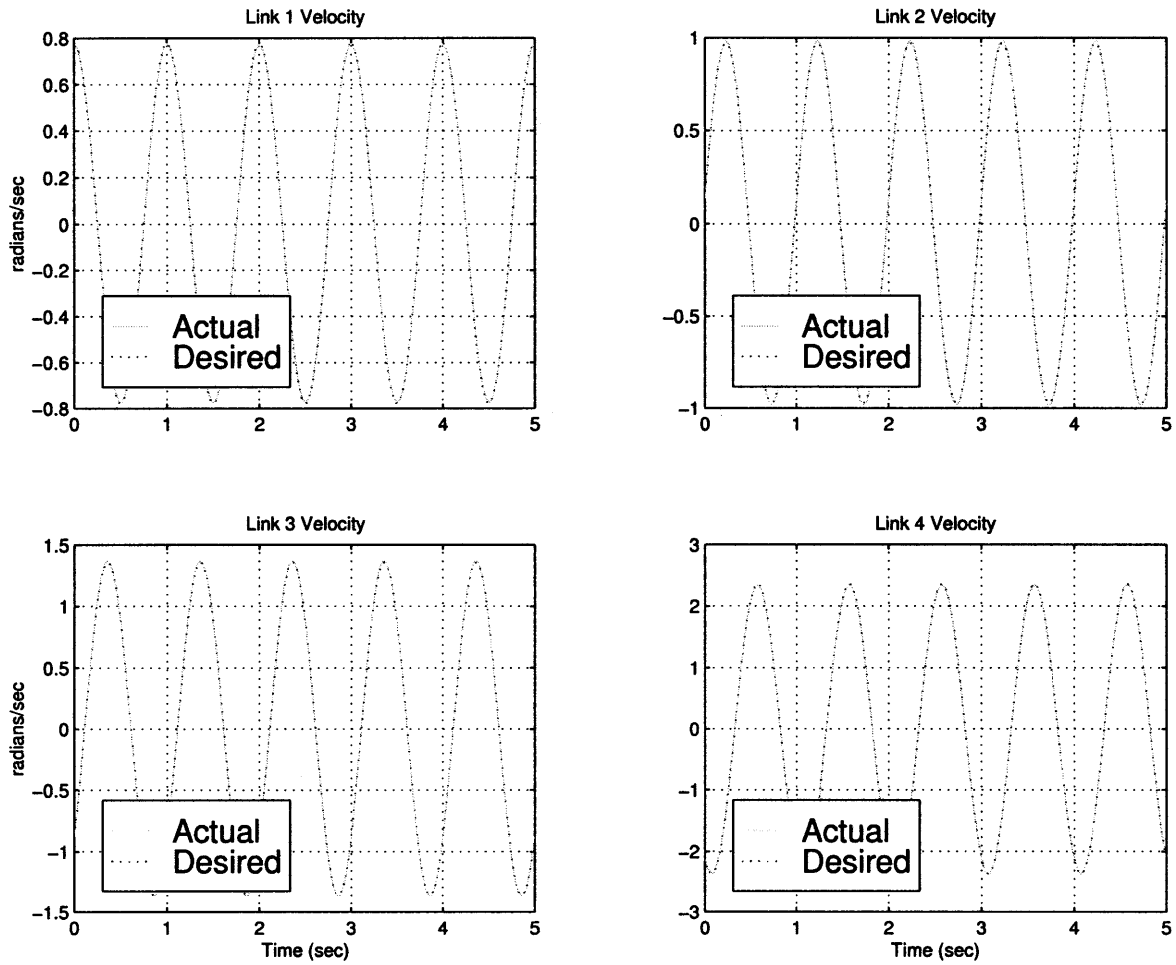 Link 1 Velocity
0.8
0.6
0.4
0.2
0
−0.2
−0.4
−0.6
−0.8
radians/sec
Actual
Desired
0 1 2 3 4 5
Link 2 Velocity
1
0.5
0
−0.5
−1
Actual
Desired
0 1 2 3 4 5
Link 3 Velocity
1.5
1
0.5
0
−0.5
−1
−1.5
radians/sec
Actual
Desired
0 1 2 3 4 5
Time (sec)
Link 4 Velocity
3
2
1
0
−1
−2
−3
Actual
Desired
0 1 2 3 4 5
Time (sec)